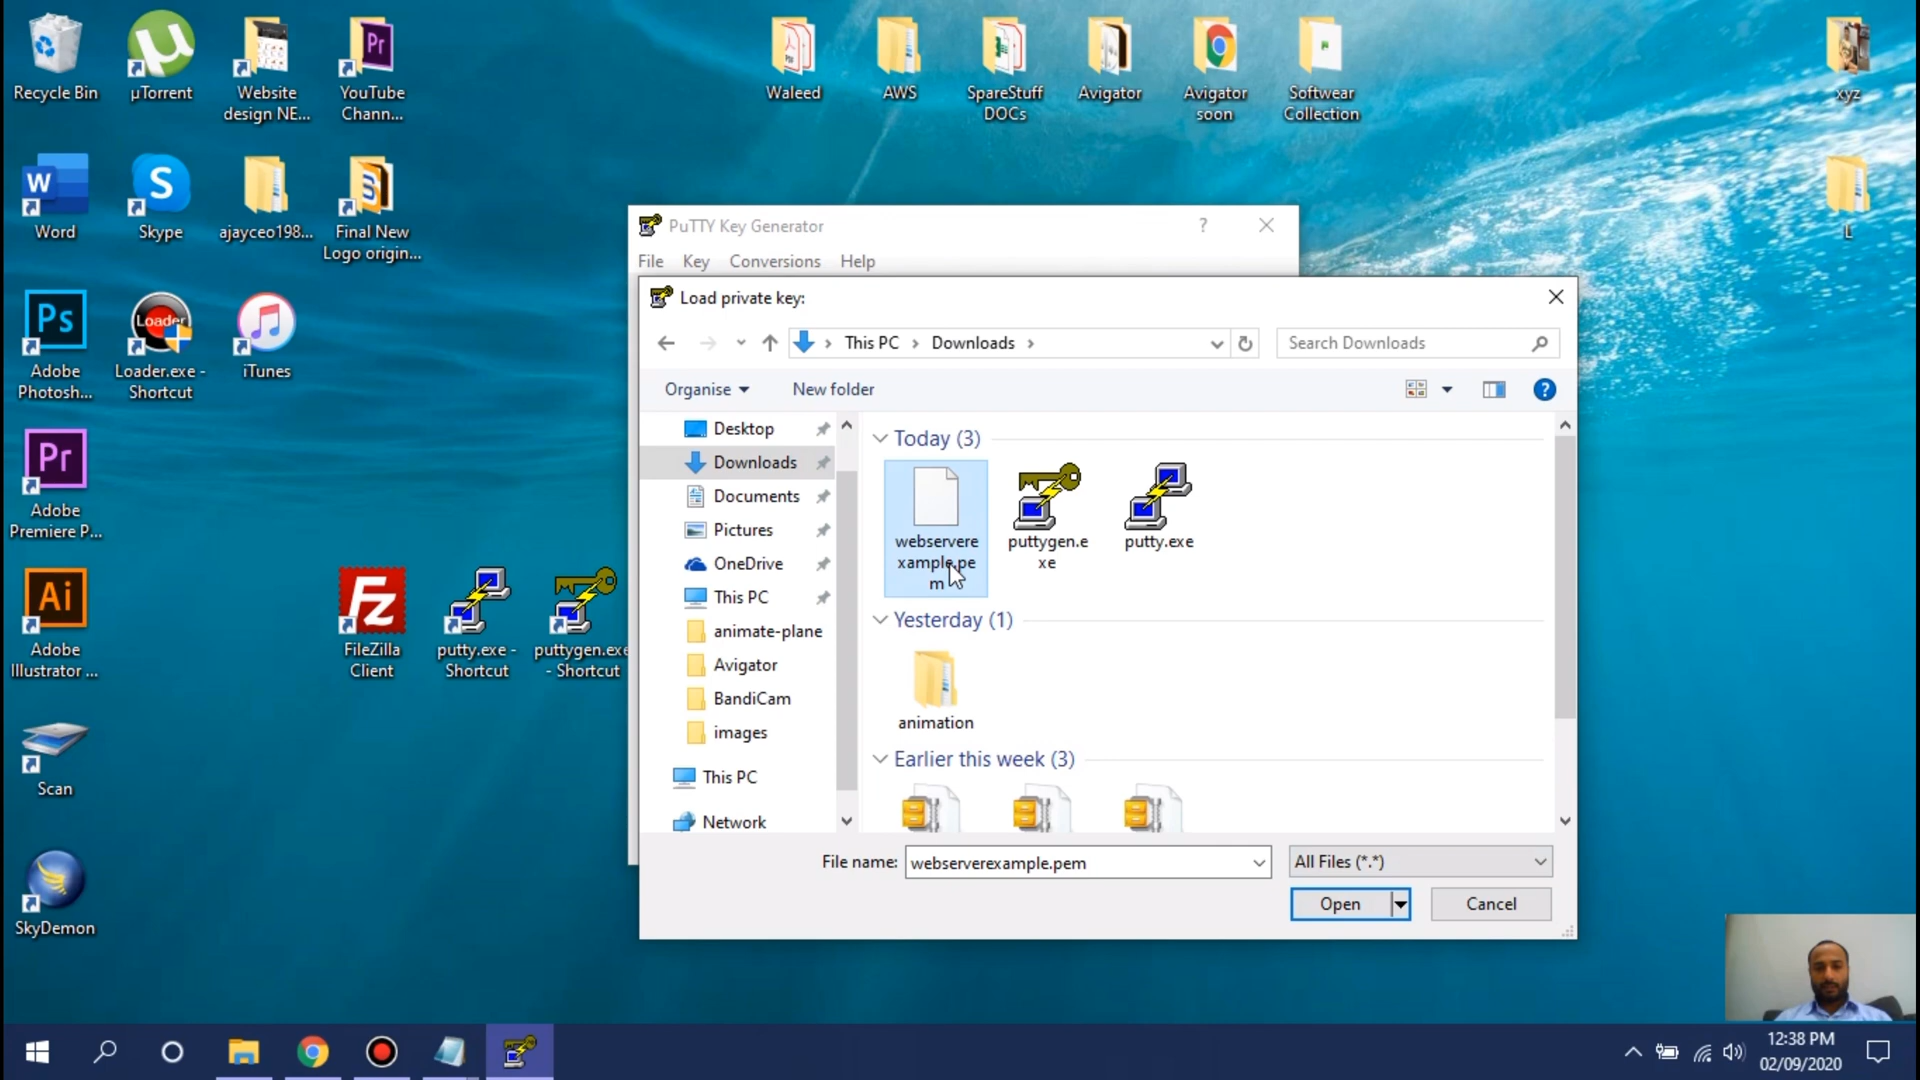 Recycle Bin
µTorrent
Website
design NE...
YouTube
Chann...
Waleed
AWS
SpareStuff
DOCs
Avigator
Avigator
soon
Softwear
Collection
xyz
Word
Skype
ajayceo198...
Final New
Logo origin...
Adobe
Photosh...
Loader.exe -
Shortcut
iTunes
Adobe
Premiere P...
Adobe
Illustrator ...
FileZilla
Client
putty.exe -
Shortcut
puttygen.exe
- Shortcut
Scan
SkyDemon
PuTTY Key Generator
File Key Conversions Help
Load private key:
This PC > Downloads >
Search Downloads
Organise
New folder
Desktop
Downloads
Documents
Pictures
OneDrive
This PC
animate-plane
Avigator
BandiCam
images
This PC
Network
Today (3)
webservere
xample.pe
m
puttygen.e
xe
putty.exe
Yesterday (1)
animation
Earlier this week (3)
File name: webserverexample.pem
All Files (*.*)
Open
Cancel
12:38 PM
02/09/2020